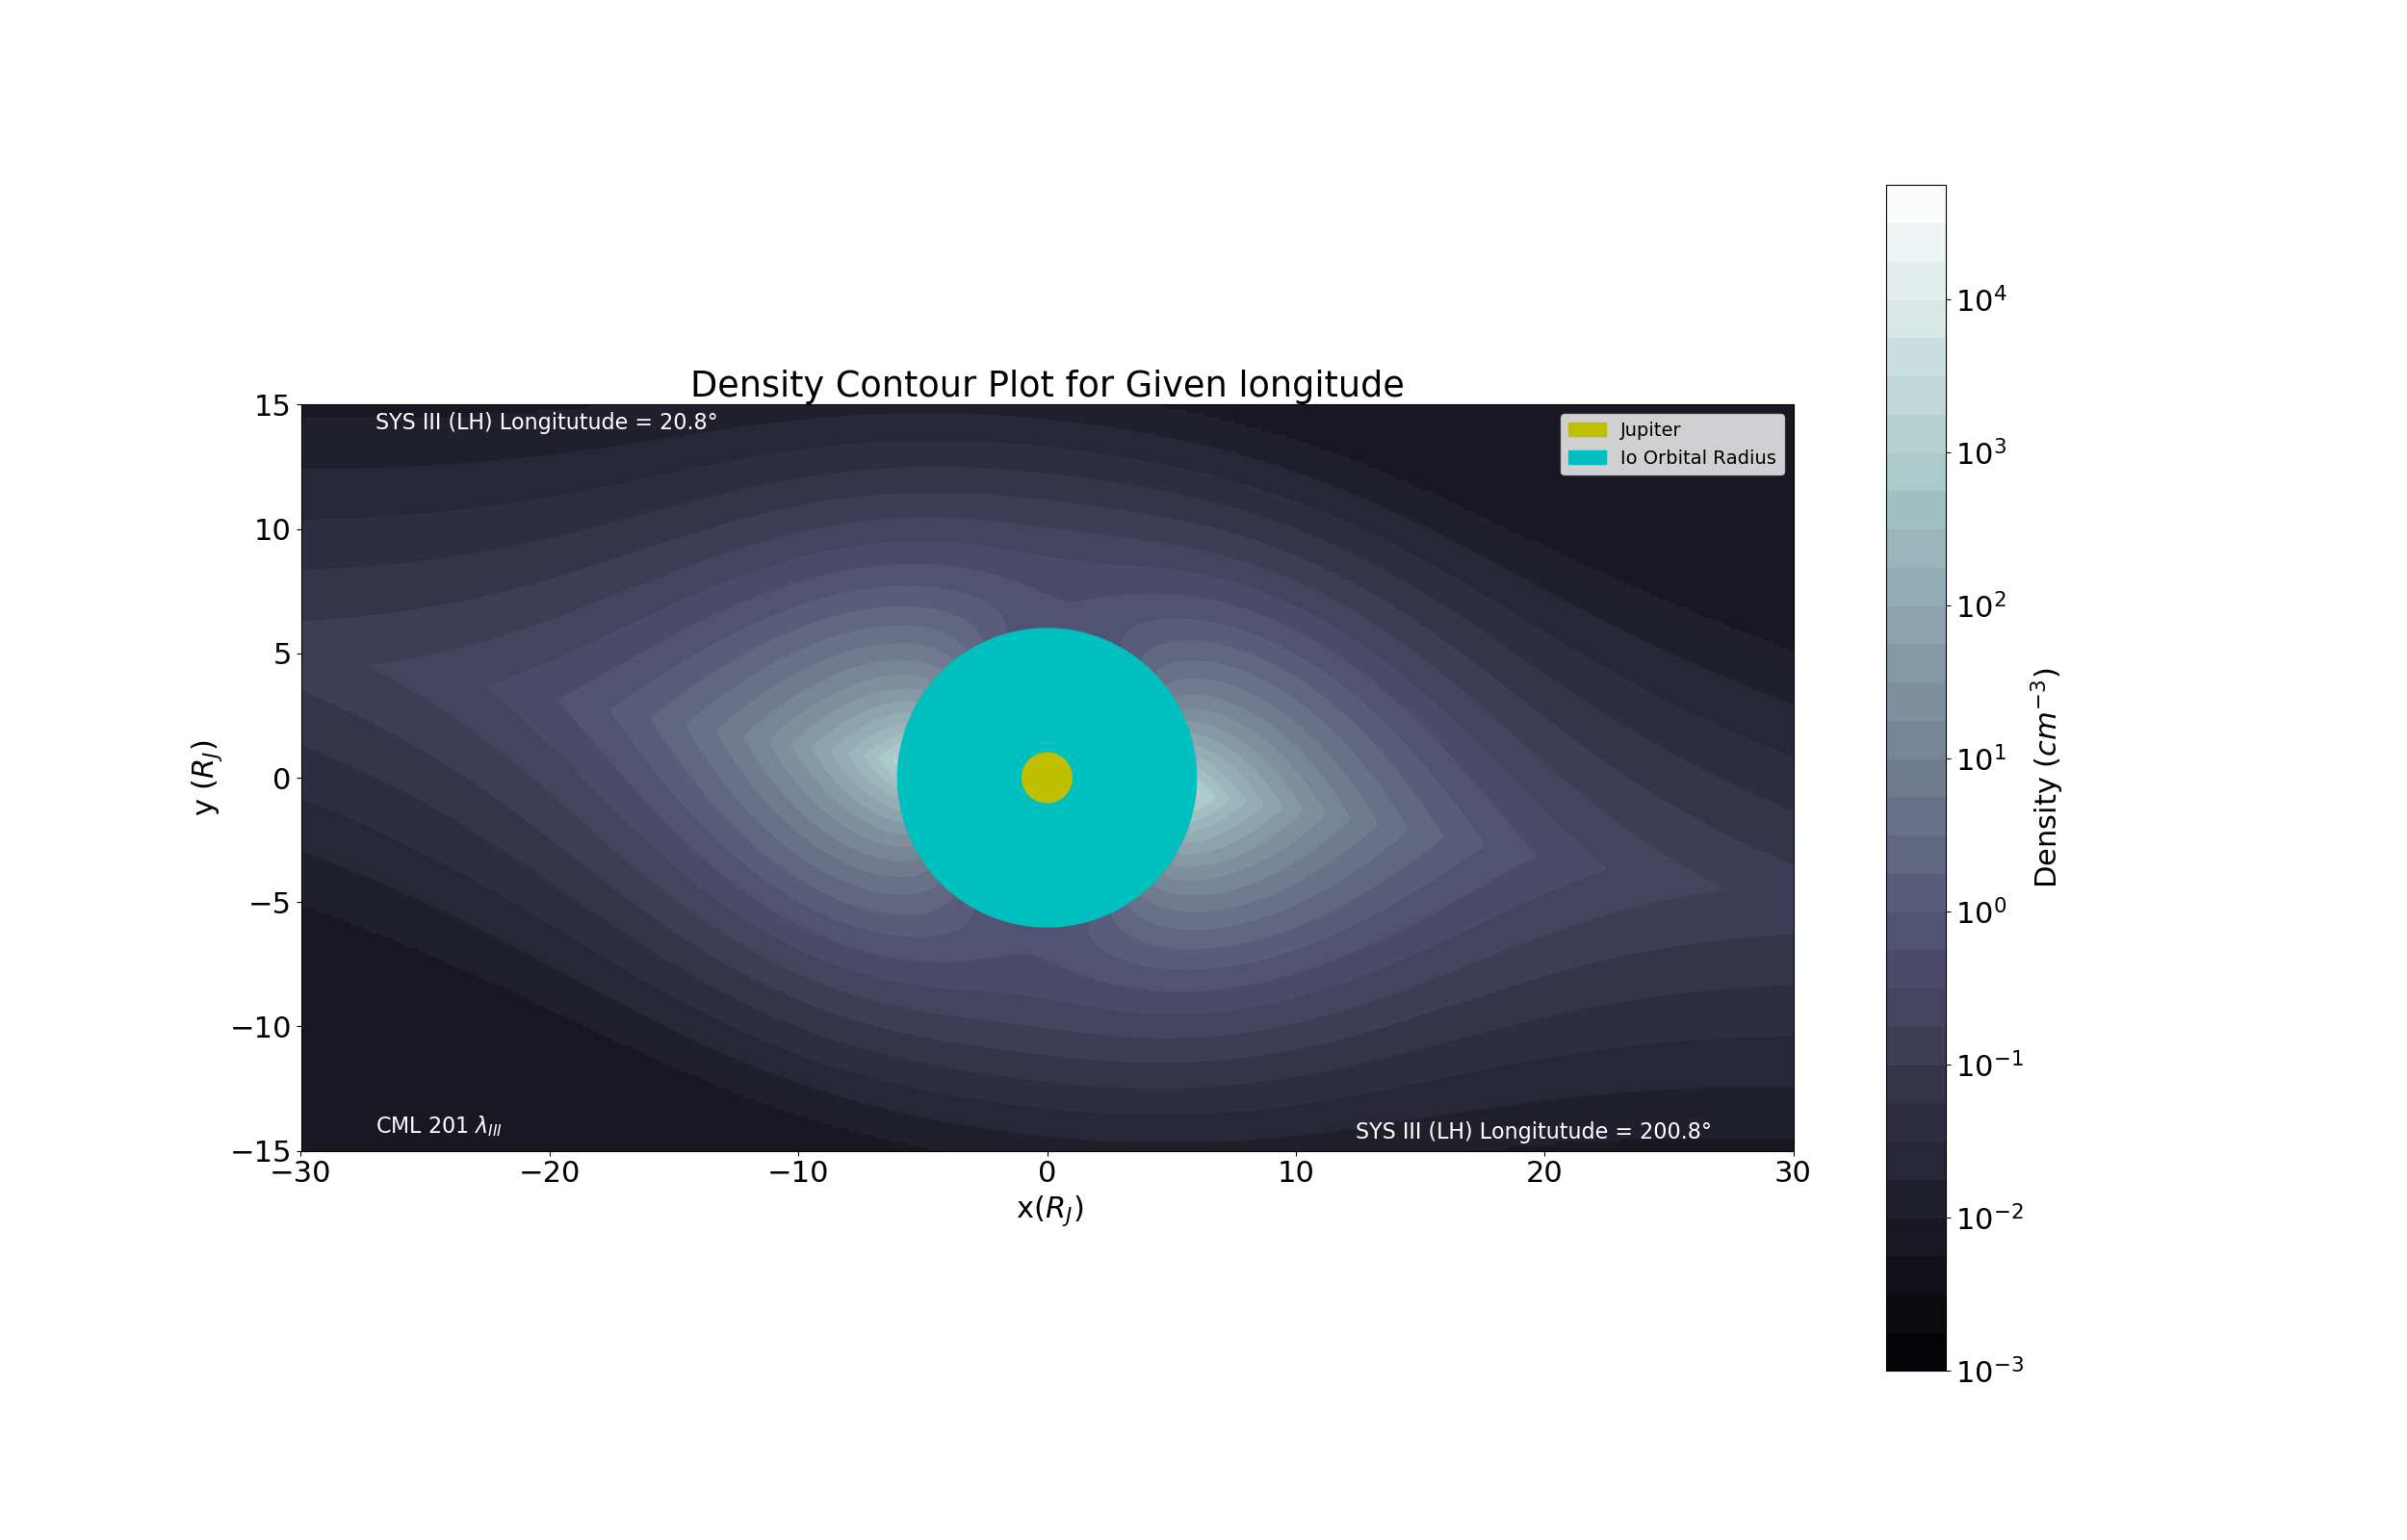 Density Contour Plot for Given longitude
SYS III (LH) Longitutude = 20.8°
Jupiter
Io Orbital Radius
15
10
5
0
−5
−10
−15
y (R_J)
CML 201 λ_III
SYS III (LH) Longitutude = 200.8°
−30 −20 −10 0 10 20 30
x(R_J)
10^4
10^3
10^2
10^1
10^0
10^−1
10^−2
10^−3
Density (cm^−3)